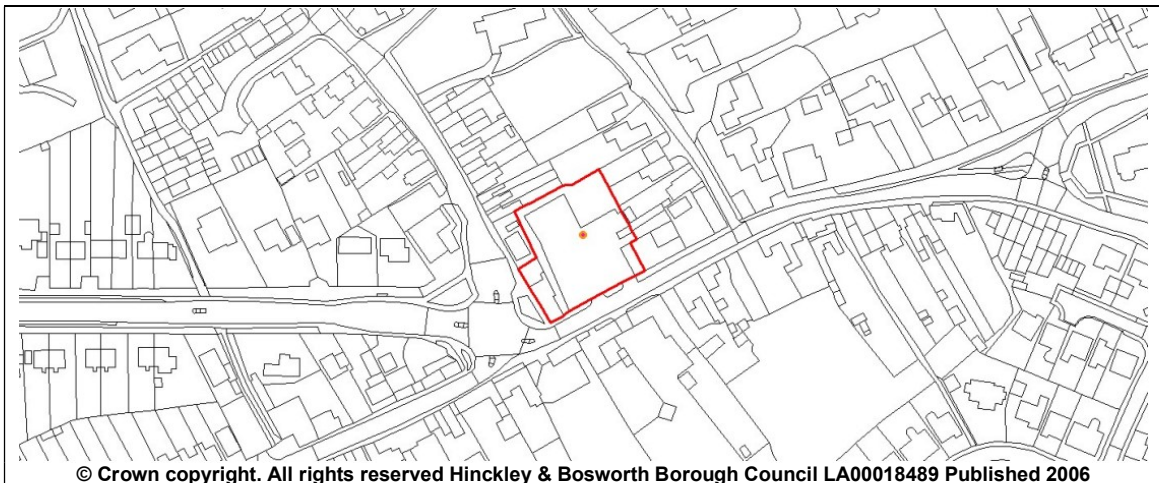 © Crown copyright. All rights reserved Hinckley & Bosworth Borough Council LA00018489 Published 2006